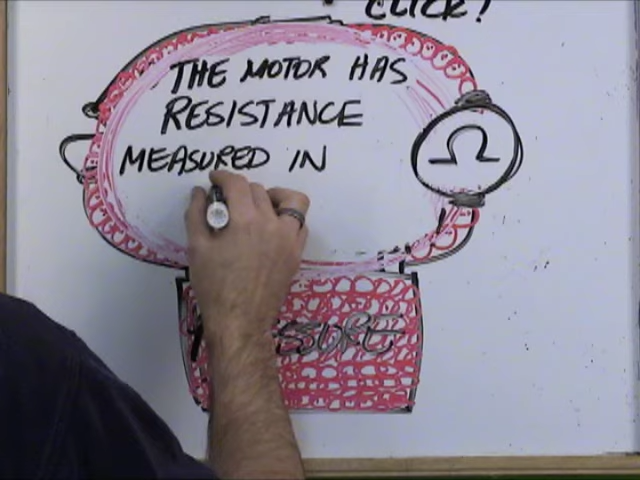 CLICK!
THE MOTOR HAS
RESISTANCE
MEASURED IN
Ω